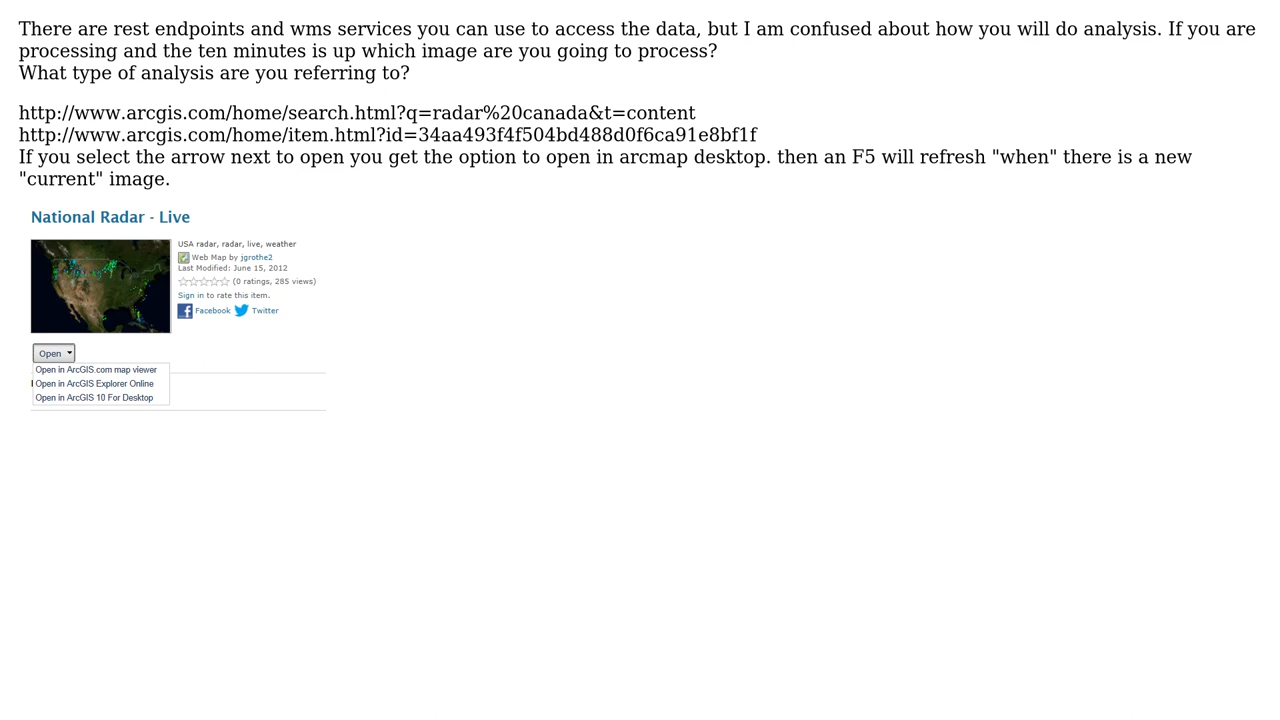 There are rest endpoints and wms services you can use to access the data, but I am confused about how you will do analysis. If you are
processing and the ten minutes is up which image are you going to process?
What type of analysis are you referring to?
http://www.arcgis.com/home/search.html?q=radar%20canada&t=content
http://www.arcgis.com/home/item.html?id=34aa493f4f504bd488d0f6ca91e8bf1f
If you select the arrow next to open you get the option to open in arcmap desktop. then an F5 will refresh "when" there is a new
"current" image.
National Radar - Live
USA radar, radar, live, weather
Web Map by jgrothe2
Last Modified: June 15, 2012
(0 ratings, 285 views)
Sign in to rate this item.
Facebook Twitter
Open
Open in ArcGIS.com map viewer
Open in ArcGIS Explorer Online
Open in ArcGIS 10 For Desktop